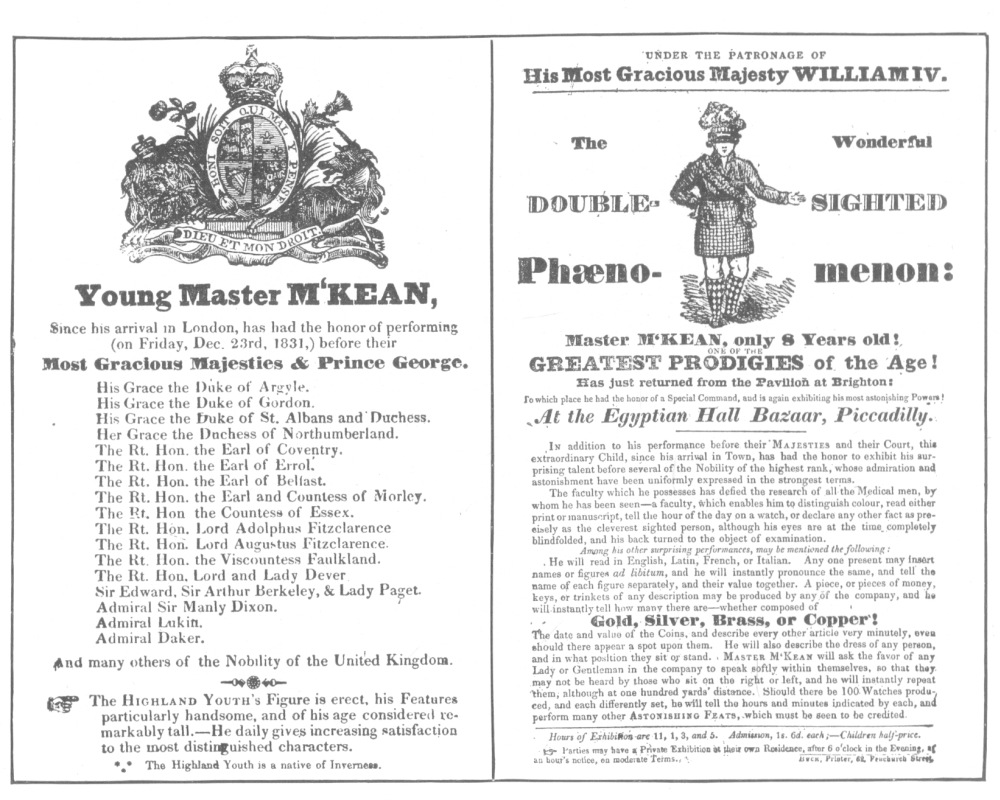 HONI SOIT QUI MAL Y PENSE
DIEU ET MON DROIT
Young Master M‘KEAN,
Since his arrival in London, has had the honor of performing
(on Friday, Dec. 23rd, 1831,) before their
Most Gracious Majesties & Prince George.
His Grace the Duke of Argyle.
His Grace the Duke of Gordon.
His Grace the Duke of St. Albans and Duchess.
Her Grace the Duchess of Northumberland.
The Rt. Hon. the Earl of Coventry.
The Rt. Hon. the Earl of Errol.
The Rt. Hon. the Earl of Belfast.
The Rt. Hon. the Earl and Countess of Morley.
The Rt. Hon. the Countess of Essex.
The Rt. Hon. Lord Adolphus Fitzclarence
The Rt. Hon. Lord Augustus Fitzclarence.
The Rt. Hon. the Viscountess Faulkland.
The Rt. Hon. Lord and Lady Dever
Sir Edward, Sir Arthur Berkeley, & Lady Paget.
Admiral Sir Manly Dixon.
Admiral Lukin.
Admiral Daker.
And many others of the Nobility of the United Kingdom.
☞ The HIGHLAND YOUTH'S Figure is erect, his Features
particularly handsome, and of his age considered re-
markably tall.—He daily gives increasing satisfaction
to the most distinguished characters.
*** The Highland Youth is a native of Inverness.
UNDER THE PATRONAGE OF
His Most Gracious Majesty WILLIAM IV.
The Wonderful
DOUBLE- SIGHTED
Phæno- menon:
Master M‘KEAN, only 8 Years old!
ONE OF THE
GREATEST PRODIGIES of the Age!
Has just returned from the Pavilion at Brighton:
To which place he had the honor of a Special Command, and is again exhibiting his most astonishing Powers!
At the Egyptian Hall Bazaar, Piccadilly.
IN addition to his performance before their MAJESTIES and their Court, this
extraordinary Child, since his arrival in Town, has had the honor to exhibit his sur-
prising talent before several of the Nobility of the highest rank, whose admiration and
astonishment have been uniformly expressed in the strongest terms.
The faculty which he possesses has defied the research of all the Medical men, by
whom he has been seen—a faculty, which enables him to distinguish colour, read either
print or manuscript, tell the hour of the day on a watch, or declare any other fact as pre-
cisely as the cleverest sighted person, although his eyes are at the time completely
blindfolded, and his back turned to the object of examination.
Among his other surprising performances, may be mentioned the following:
He will read in English, Latin, French, or Italian. Any one present may insert
names or figures ad libitum, and he will instantly pronounce the same, and tell the
name of each figure separately, and their value together. A piece, or pieces of money,
keys, or trinkets of any description may be produced by any of the company, and he
will instantly tell how many there are—whether composed of
Gold, Silver, Brass, or Copper!
The date and value of the Coins, and describe every other article very minutely, even
should there appear a spot upon them. He will also describe the dress of any person,
and in what position they sit or stand. MASTER M‘KEAN will ask the favor of any
Lady or Gentleman in the company to speak softly within themselves, so that they
may not be heard by those who sit on the right or left, and he will instantly repeat
them, although at one hundred yards' distance. Should there be 100 Watches produ-
ced, and each differently set, he will tell the hours and minutes indicated by each, and
perform many other ASTONISHING FEATS, which must be seen to be credited.
Hours of Exhibition are 11, 1, 3, and 5. Admission, 1s. 6d. each;—Children half-price.
☞ Parties may have a Private Exhibition at their own Residence, after 6 o'clock in the Evening, at
an hour's notice, on moderate Terms.
Printer, 62, Fenchurch Street.